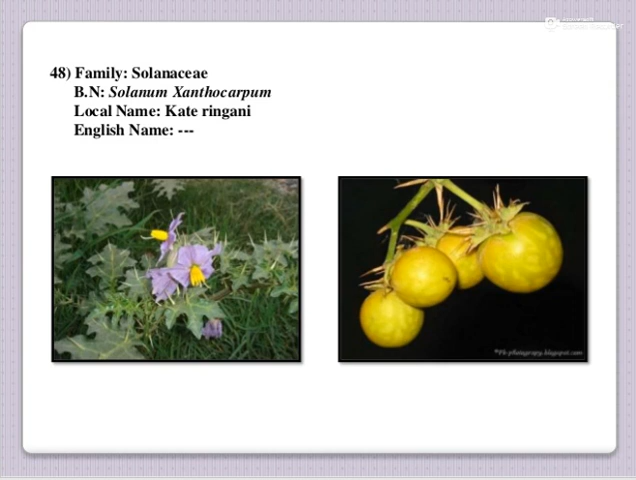 48) Family: Solanaceae
B.N: Solanum Xanthocarpum
Local Name: Kate ringani
English Name: ---